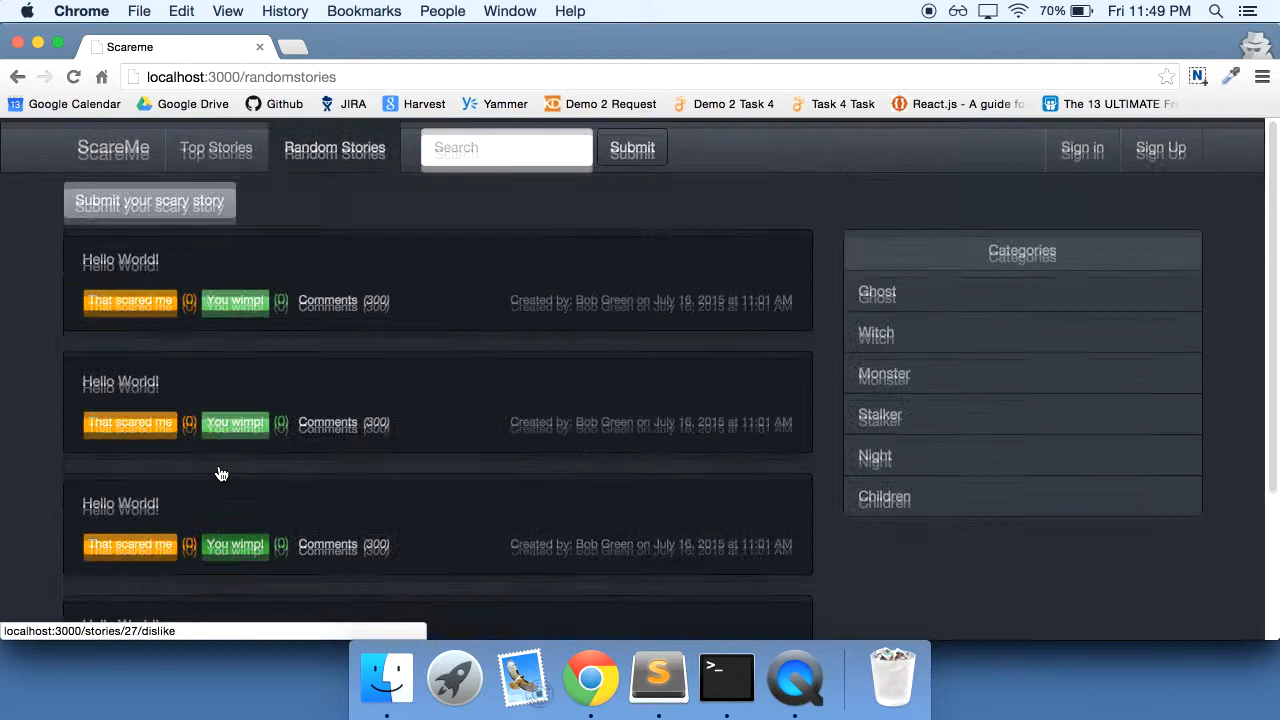 Chrome File Edit View History Bookmarks People Window Help 70% Fri 11:49 PM
Scareme
localhost:3000/randomstories
13 Google Calendar Google Drive Github JIRA 8 Harvest Yammer XD Demo 2 Request Demo 2 Task 4 Task 4 Task React.js - A guide fo The 13 ULTIMATE Fr
ScareMe Top Stories Random Stories Search Submit Sign in Sign Up
Submit your scary story
Hello World!
That scared me (0) You wimp! (0) Comments (300) Created by: Bob Green on July 16, 2015 at 11:01 AM
Hello World!
That scared me (0) You wimp! (0) Comments (300) Created by: Bob Green on July 16, 2015 at 11:01 AM
Hello World!
That scared me (0) You wimp! (0) Comments (300) Created by: Bob Green on July 16, 2015 at 11:01 AM
Hello World!
Categories
Ghost
Witch
Monster
Stalker
Night
Children
localhost:3000/stories/27/dislike